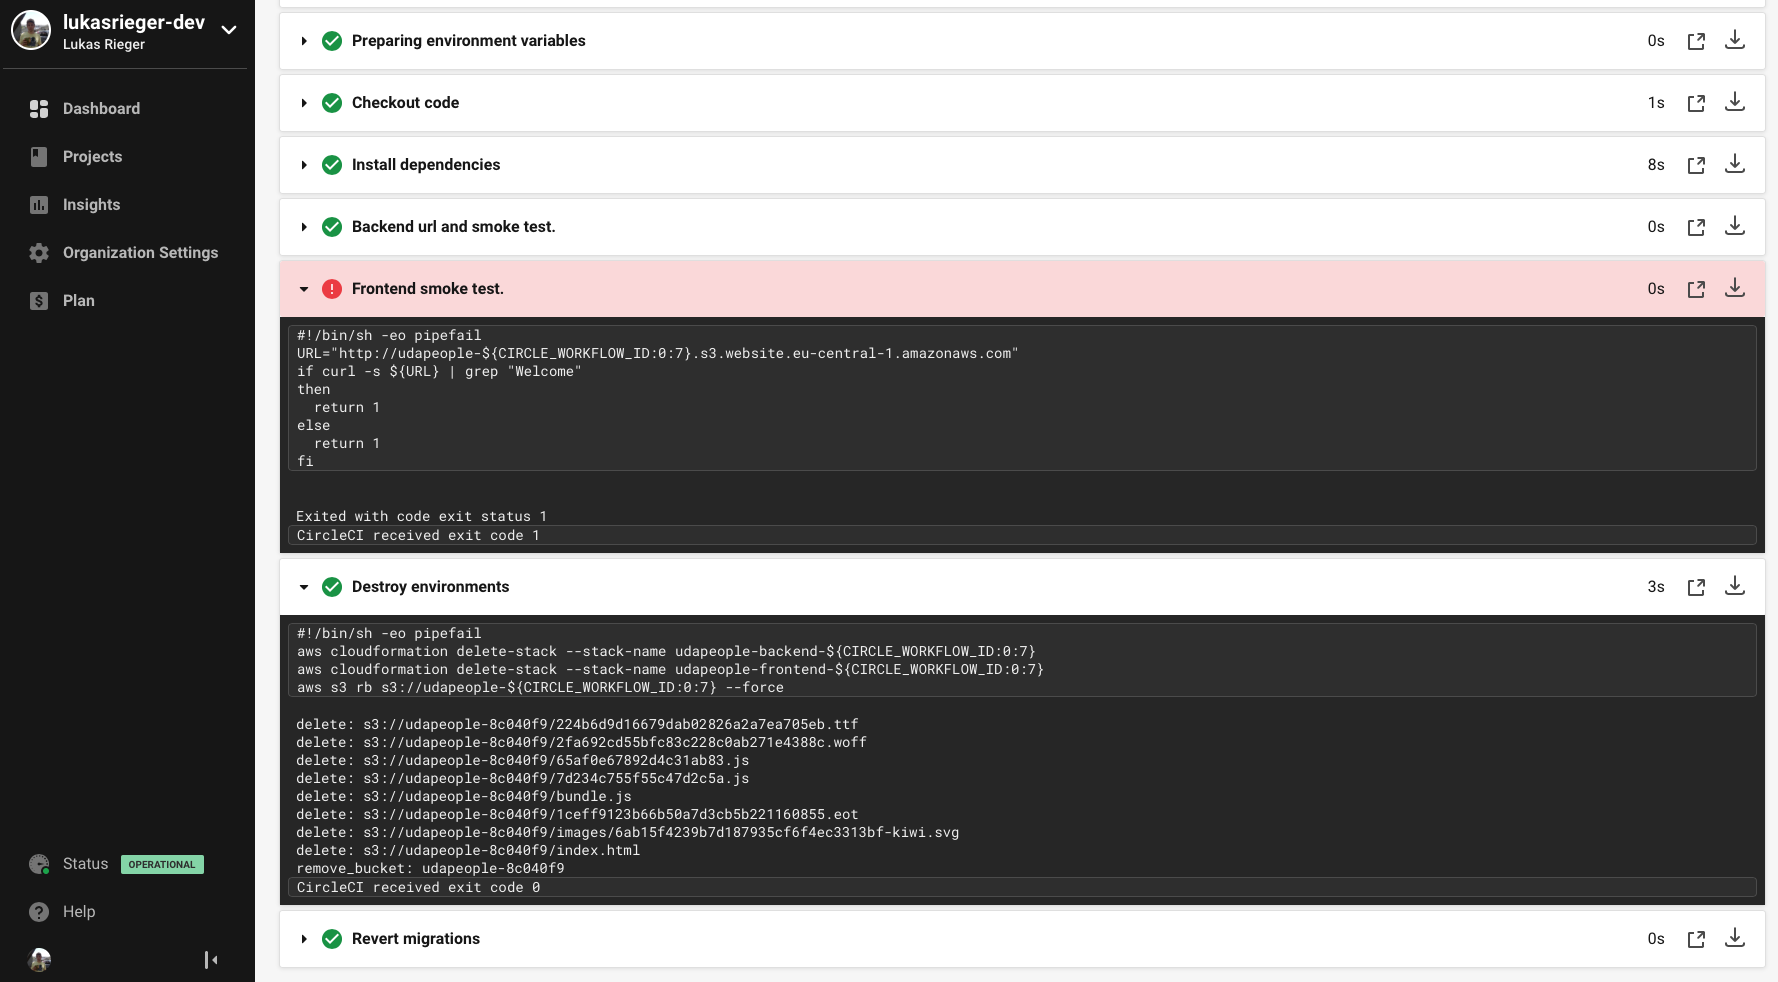 lukasrieger-dev
Lukas Rieger
Dashboard
Projects
Insights
Organization Settings
Plan
Status OPERATIONAL
Help
Preparing environment variables 0s
Checkout code 1s
Install dependencies 8s
Backend url and smoke test. 0s
Frontend smoke test. 0s
#!/bin/sh -eo pipefail
URL="http://udapeople-${CIRCLE_WORKFLOW_ID:0:7}.s3.website.eu-central-1.amazonaws.com"
if curl -s ${URL} | grep "Welcome"
then
  return 1
else
  return 1
fi
Exited with code exit status 1
CircleCI received exit code 1
Destroy environments 3s
#!/bin/sh -eo pipefail
aws cloudformation delete-stack --stack-name udapeople-backend-${CIRCLE_WORKFLOW_ID:0:7}
aws cloudformation delete-stack --stack-name udapeople-frontend-${CIRCLE_WORKFLOW_ID:0:7}
aws s3 rb s3://udapeople-${CIRCLE_WORKFLOW_ID:0:7} --force
delete: s3://udapeople-8c040f9/224b6d9d16679dab02826a2a7ea705eb.ttf
delete: s3://udapeople-8c040f9/2fa692cd55bfc83c228c0ab271e4388c.woff
delete: s3://udapeople-8c040f9/65af0e67892d4c31ab83.js
delete: s3://udapeople-8c040f9/7d234c755f55c47d2c5a.js
delete: s3://udapeople-8c040f9/bundle.js
delete: s3://udapeople-8c040f9/1ceff9123b66b50a7d3cb5b221160855.eot
delete: s3://udapeople-8c040f9/images/6ab15f4239b7d187935cf6f4ec3313bf-kiwi.svg
delete: s3://udapeople-8c040f9/index.html
remove_bucket: udapeople-8c040f9
CircleCI received exit code 0
Revert migrations 0s